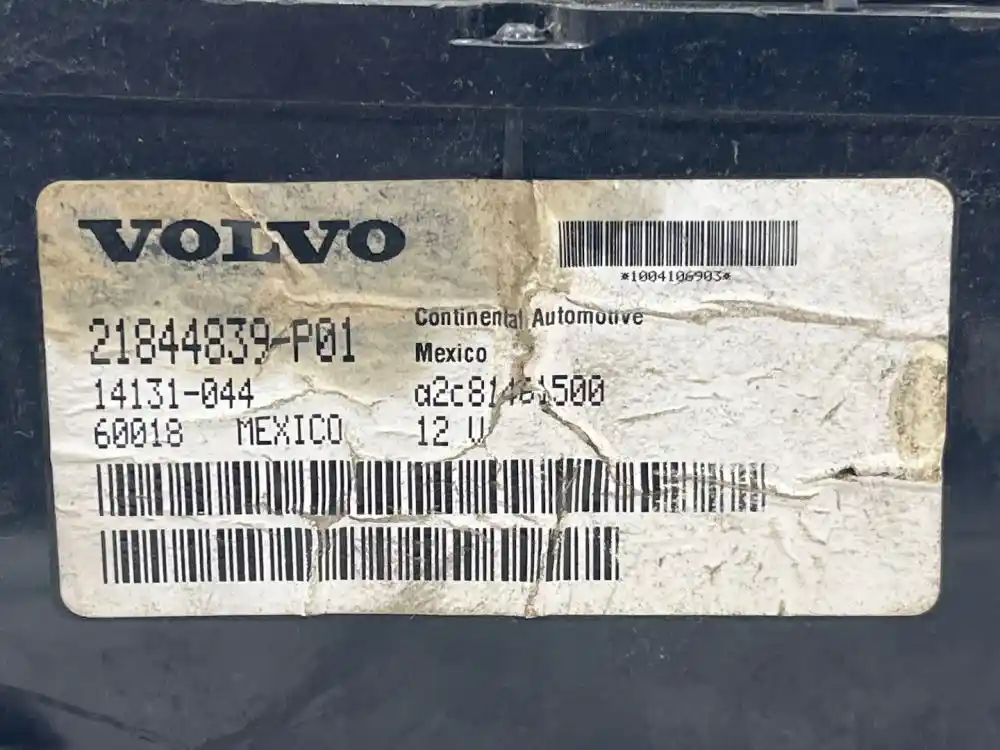 VOLVO
*1004106903*
21844839-P01
Continental Automotive
Mexico
14131-044
60018 MEXICO
12 V